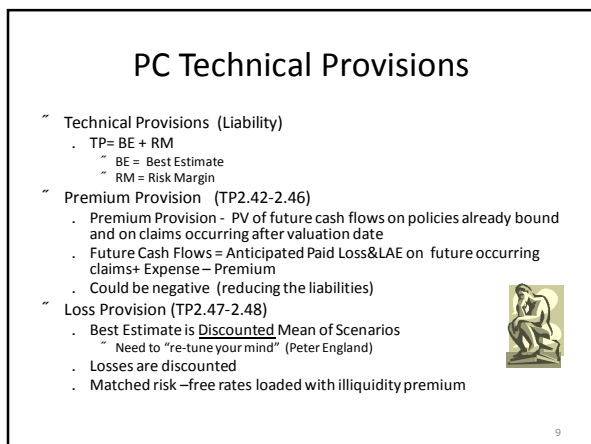 PC Technical Provisions
˝ Technical Provisions (Liability)
. TP= BE + RM
˝ BE = Best Estimate
˝ RM = Risk Margin
˝ Premium Provision (TP2.42-2.46)
. Premium Provision - PV of future cash flows on policies already bound
and on claims occurring after valuation date
. Future Cash Flows = Anticipated Paid Loss&LAE on future occurring
claims+ Expense – Premium
. Could be negative (reducing the liabilities)
˝ Loss Provision (TP2.47-2.48)
. Best Estimate is Discounted Mean of Scenarios
˝ Need to “re-tune your mind” (Peter England)
. Losses are discounted
. Matched risk –free rates loaded with illiquidity premium
9